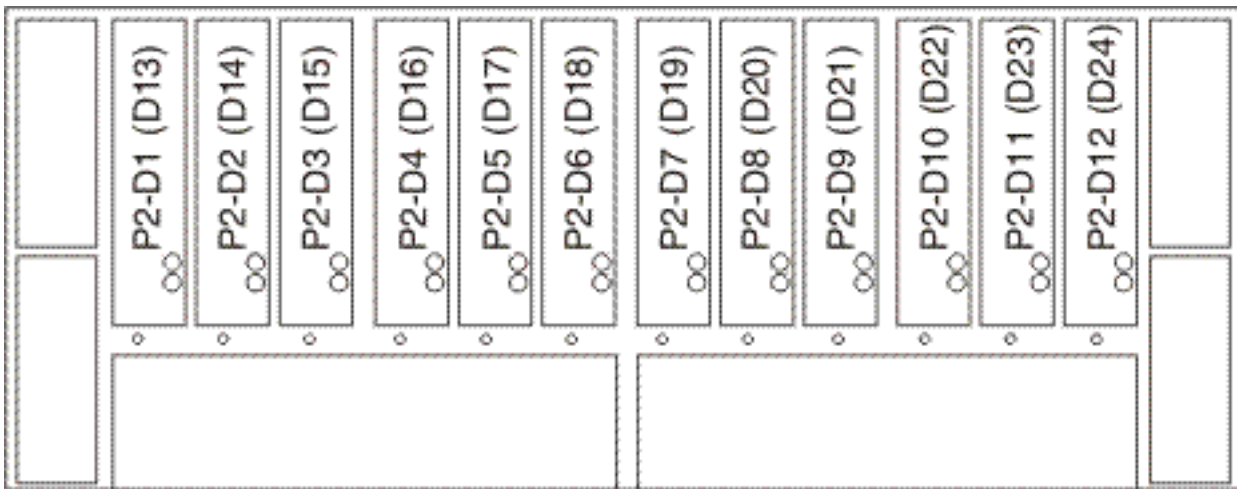 P2-D1 (D13)
P2-D2 (D14)
P2-D3 (D15)
P2-D4 (D16)
P2-D5 (D17)
P2-D6 (D18)
P2-D7 (D19)
P2-D8 (D20)
P2-D9 (D21)
P2-D10 (D22)
P2-D11 (D23)
P2-D12 (D24)